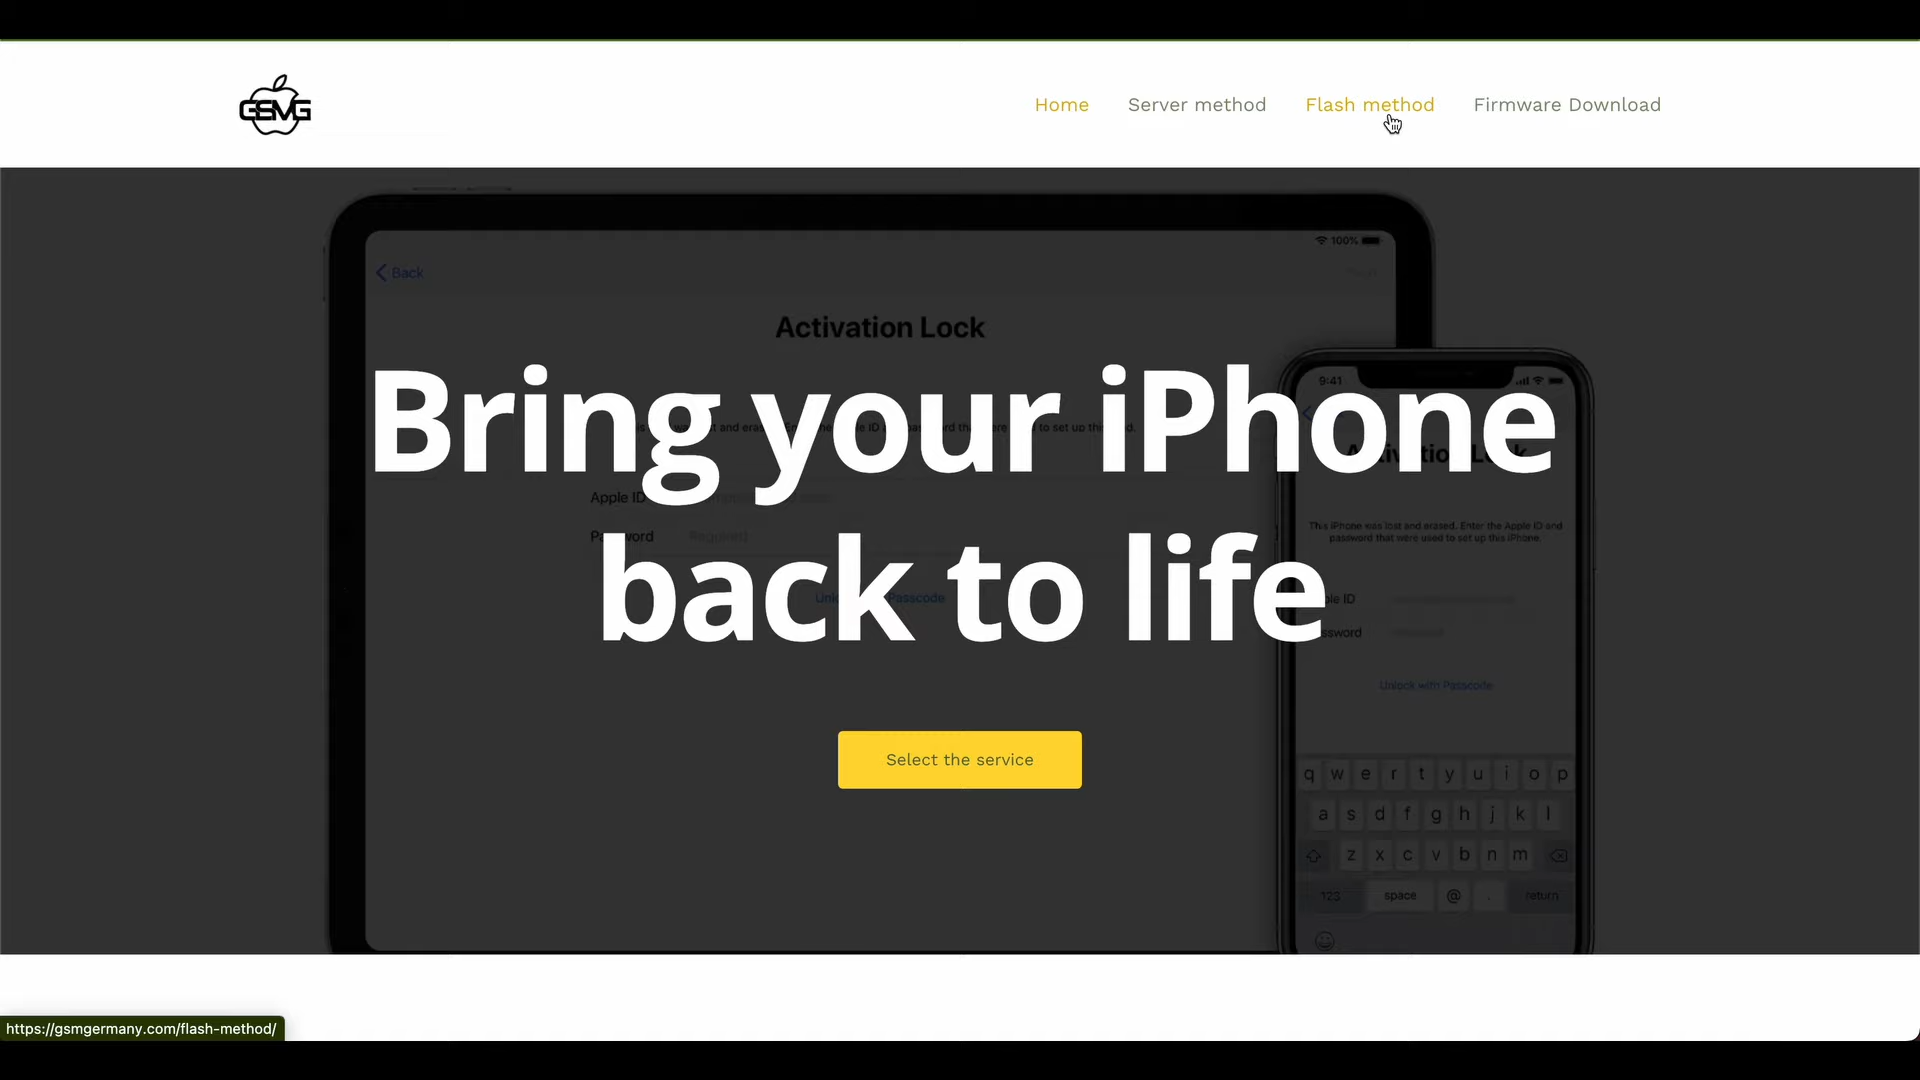 GSMG
Home
Server method
Flash method
Firmware Download
100%
Back
Activation Lock
9:41
Bring your iPhone
This iPhone was lost and erased. Enter the Apple ID and
password that were used to set up this iPhone.
Apple ID
Password
Required
back to life
Passcode
Unlock with Passcode
Select the service
q w e r t y u i o p
a s d f g h j k l
z x c v b n m
123 space @ . return
https://gsmgermany.com/flash-method/